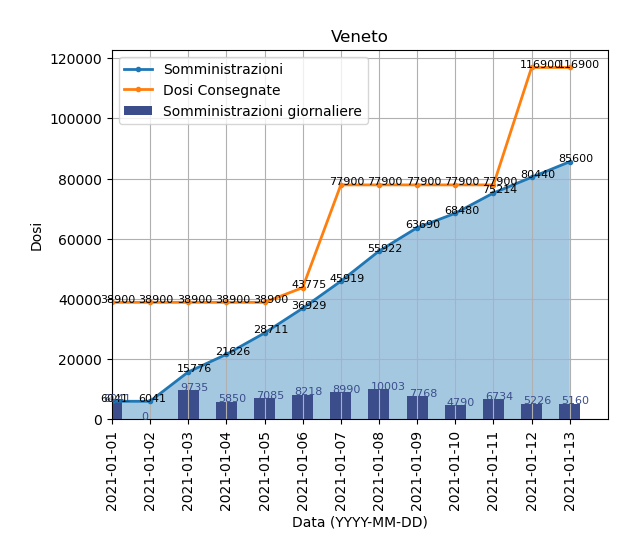 Veneto
120000
100000
80000
60000
40000
20000
0
Dosi
Somministrazioni
Dosi Consegnate
Somministrazioni giornaliere
38900 38900 38900 38900 38900 43775 77900 77900 77900 77900 77900 116900 116900
6041 6041 15776 21626 28711 36929 45919 55922 63690 68480 75214 80440 85600
0 9735 5850 7085 8218 8990 10003 7768 4790 6734 5226 5160
2021-01-01
2021-01-02
2021-01-03
2021-01-04
2021-01-05
2021-01-06
2021-01-07
2021-01-08
2021-01-09
2021-01-10
2021-01-11
2021-01-12
2021-01-13
Data (YYYY-MM-DD)